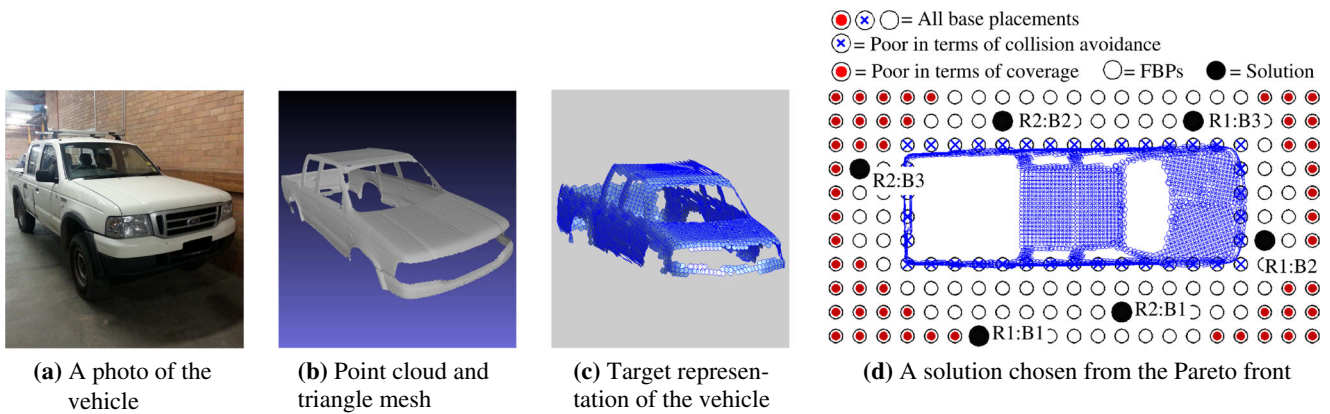 = All base placements
= Poor in terms of collision avoidance
= Poor in terms of coverage = FBPs = Solution
R2:B2
R1:B3
R2:B3
R1:B2
R2:B1
R1:B1
(a) A photo of the
vehicle
(b) Point cloud and
triangle mesh
(c) Target represen-
tation of the vehicle
(d) A solution chosen from the Pareto front